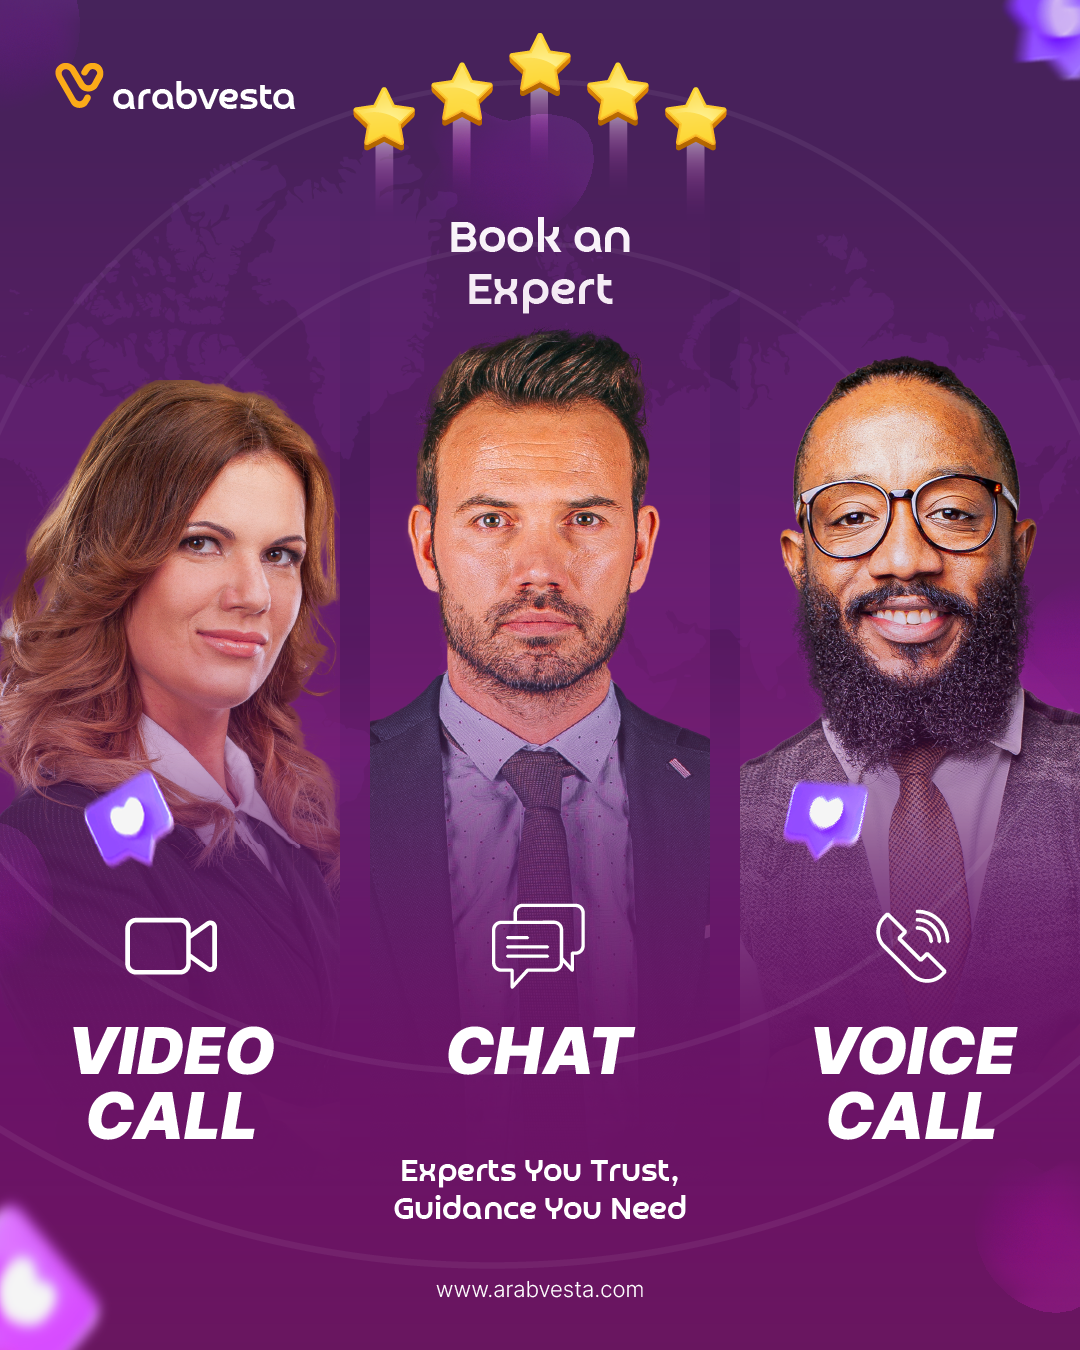 arabvesta
Book an
Expert
VIDEO
CALL
CHAT
VOICE
CALL
Experts You Trust,
Guidance You Need
www.arabvesta.com